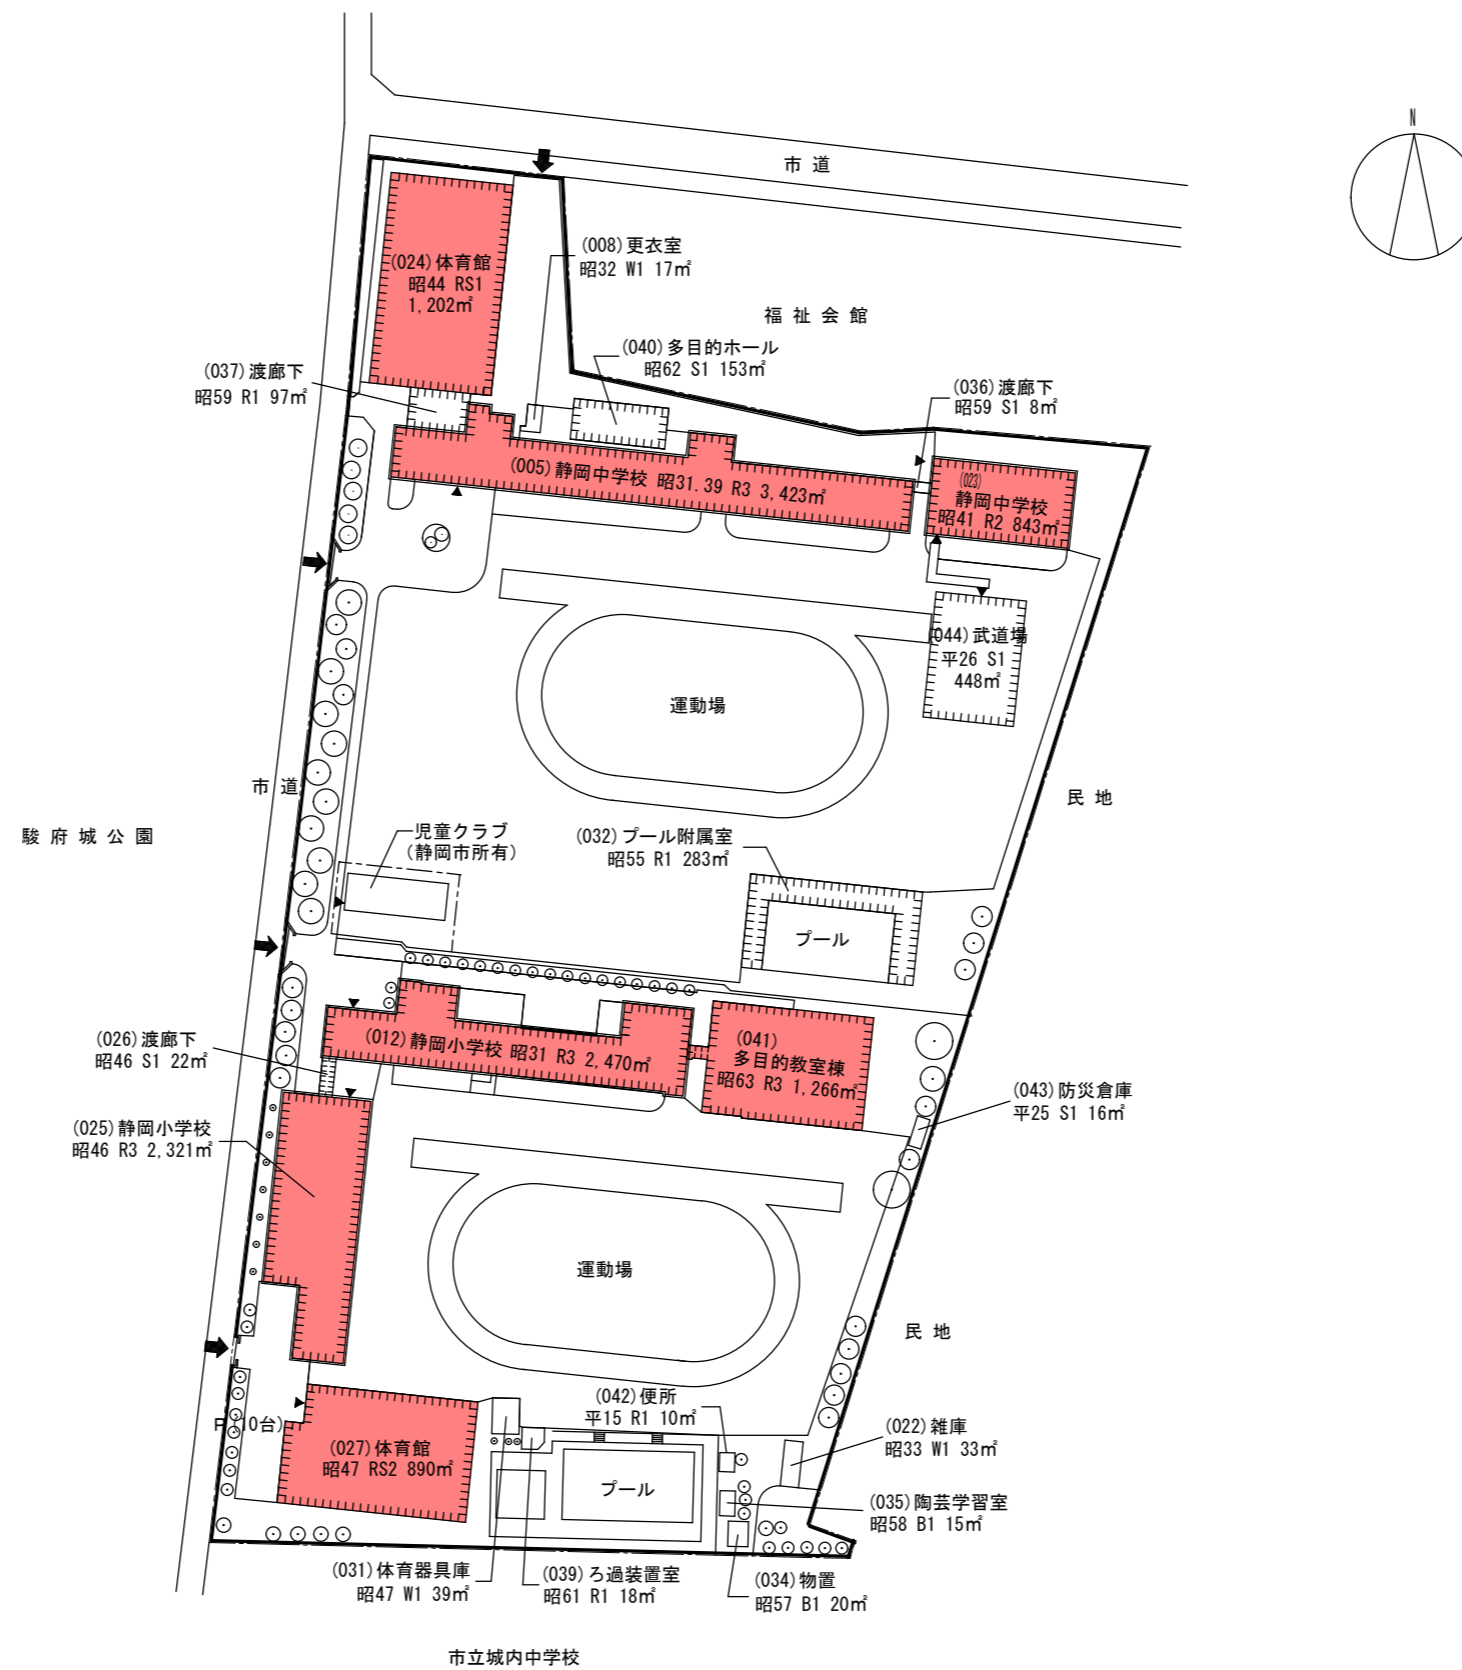 N
市 道
(024)体育館
昭44 RS1
1,202㎡
(008)更衣室
昭32 W1 17㎡
福 祉 会 館
(040)多目的ホール
昭62 S1 153㎡
(037)渡廊下
昭59 R1 97㎡
(036)渡廊下
昭59 S1 8㎡
(005)静岡中学校 昭31.39 R3 3,423㎡
(023)
静岡中学校
昭41 R2 843㎡
(044)武道場
平26 S1
448㎡
運動場
市 道
民 地
駿 府 城 公 園
児童クラブ
(静岡市所有)
(032)プール附属室
昭55 R1 283㎡
プール
(026)渡廊下
昭46 S1 22㎡
(012)静岡小学校 昭31 R3 2,470㎡
(041)
多目的教室棟
昭63 R3 1,266㎡
(043)防災倉庫
平25 S1 16㎡
(025)静岡小学校
昭46 R3 2,321㎡
運動場
民 地
P(10台)
(027)体育館
昭47 RS2 890㎡
(042)便所
平15 R1 10㎡
(022)雑庫
昭33 W1 33㎡
プール
(035)陶芸学習室
昭58 B1 15㎡
(031)体育器具庫
昭47 W1 39㎡
(039)ろ過装置室
昭61 R1 18㎡
(034)物置
昭57 B1 20㎡
市立城内中学校